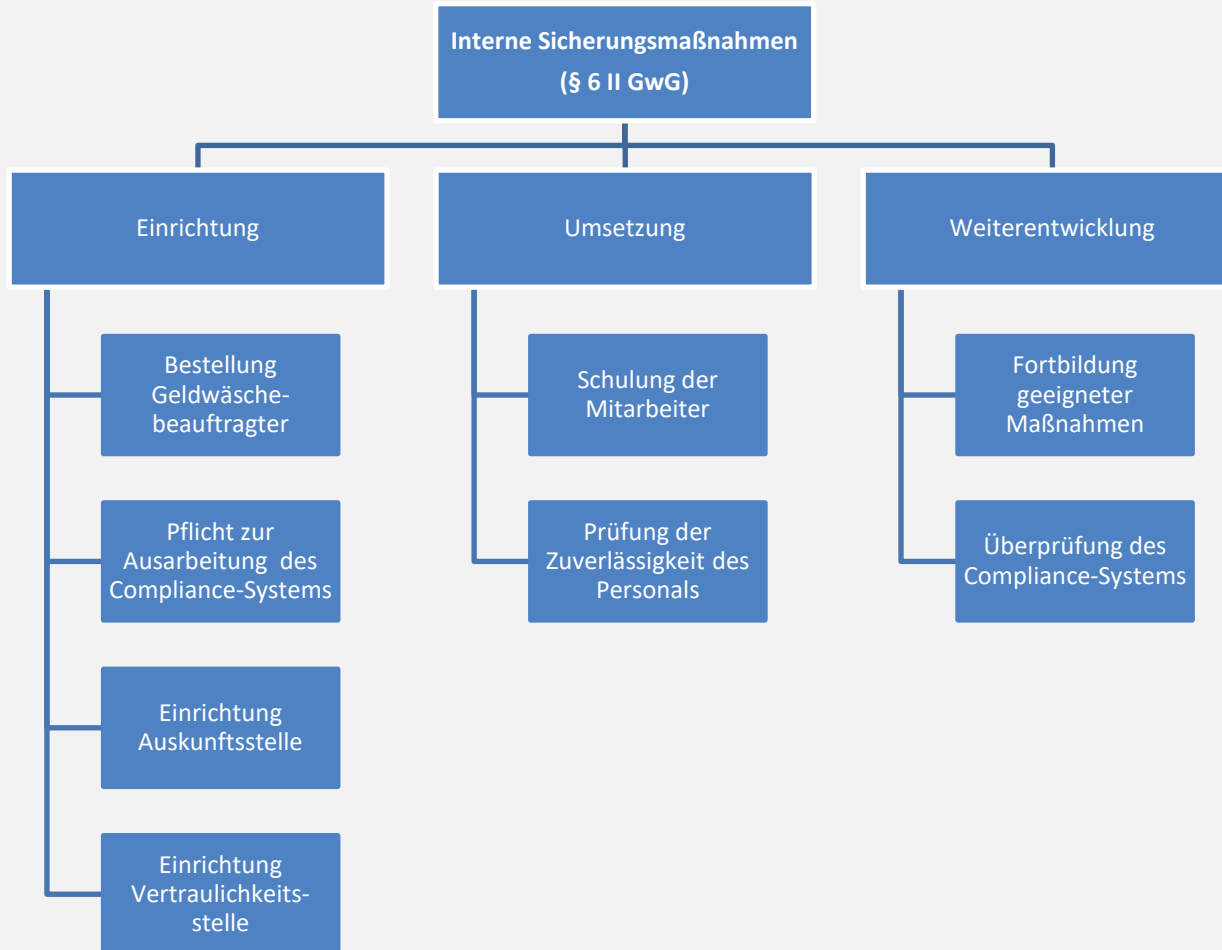 Interne Sicherungsmaßnahmen
(§ 6 II GwG)
Einrichtung
Bestellung
Geldwäsche-
beauftragter
Pflicht zur
Ausarbeitung des
Compliance-Systems
Einrichtung
Auskunftsstelle
Einrichtung
Vertraulichkeits-
stelle
Umsetzung
Schulung der
Mitarbeiter
Prüfung der
Zuverlässigkeit des
Personals
Weiterentwicklung
Fortbildung
geeigneter
Maßnahmen
Überprüfung des
Compliance-Systems